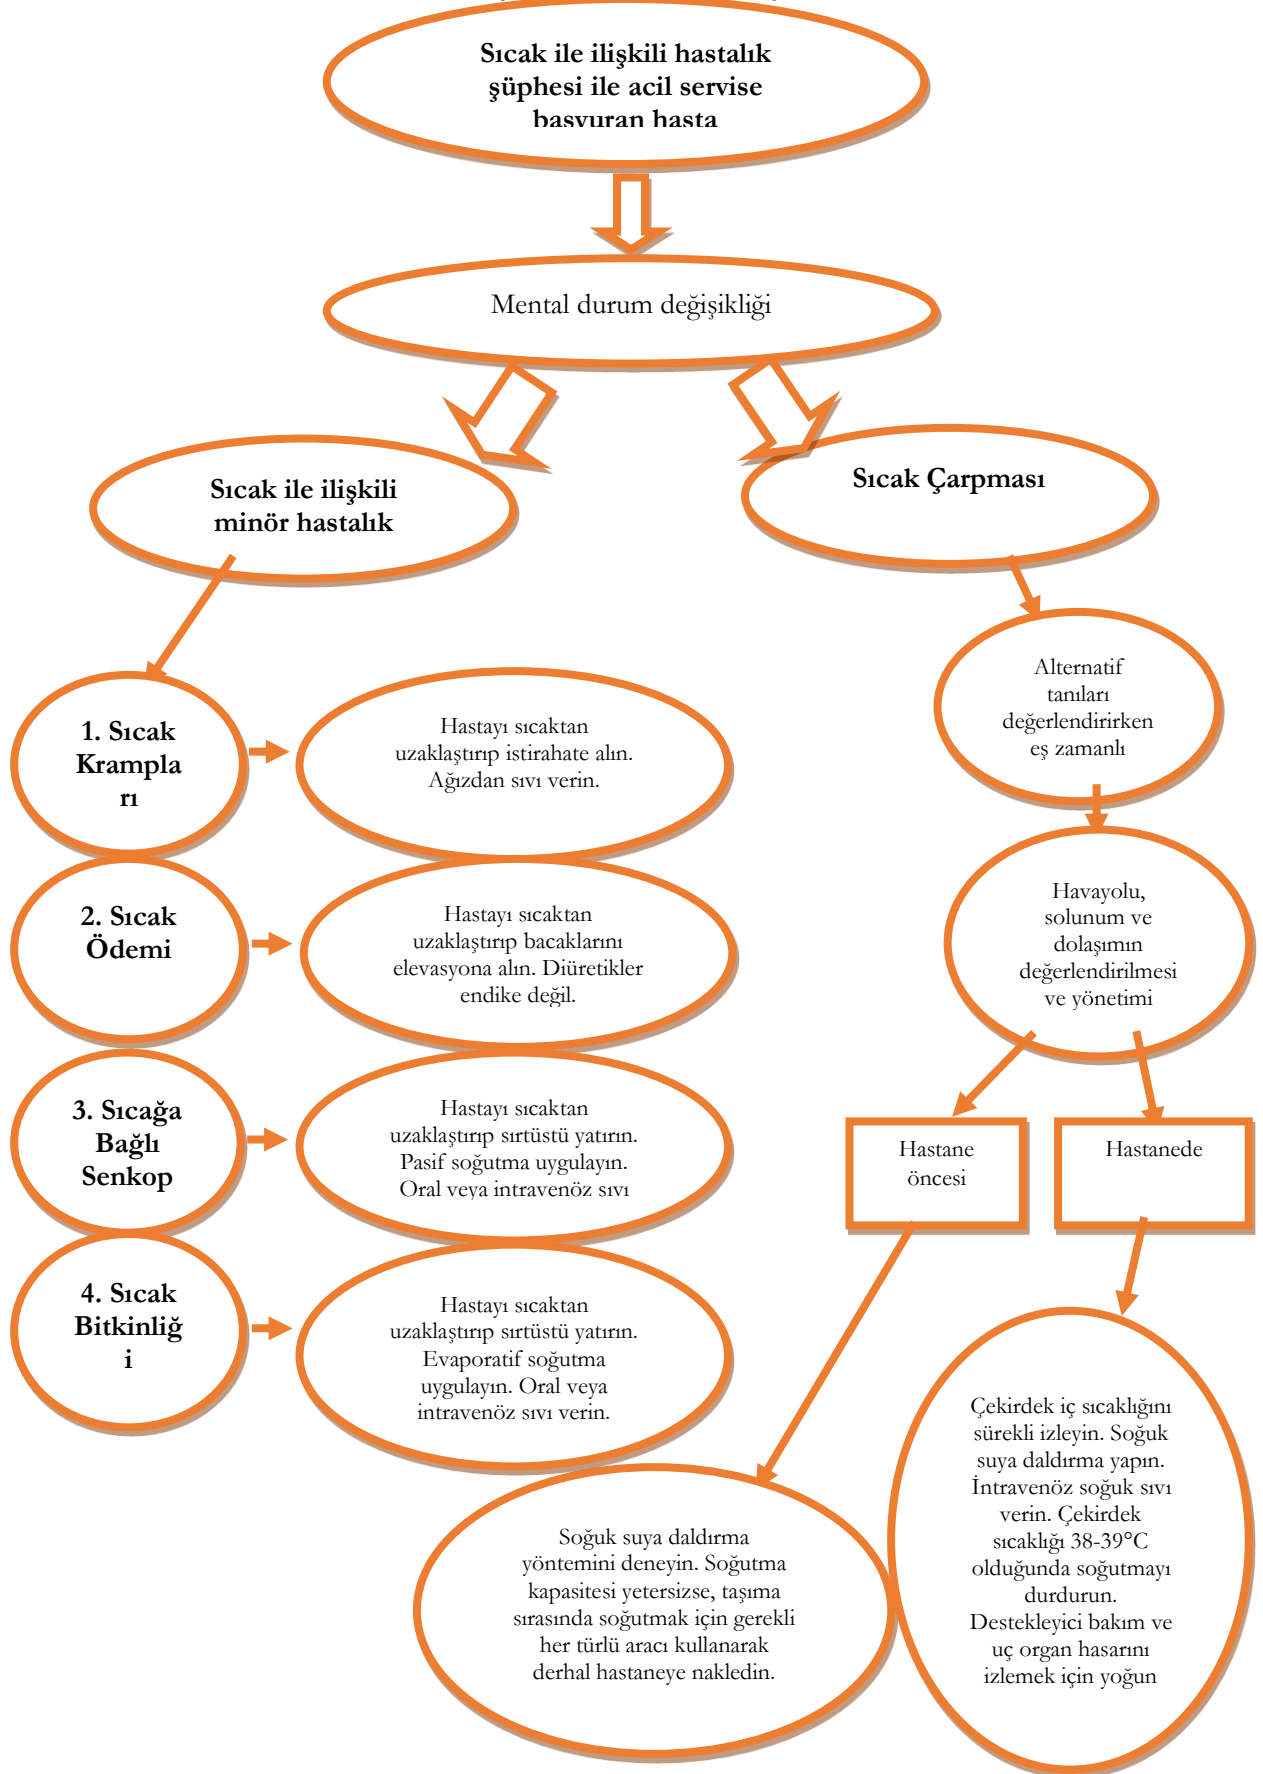 Sıcak ile ilişkili hastalık
şüphesi ile acil servise
başvuran hasta
Mental durum değişikliği
Sıcak ile ilişkili
minör hastalık
Sıcak Çarpması
Alternatif
tanıları
değerlendirirken
eş zamanlı
1. Sıcak
Krampla
rı
Hastayı sıcaktan
uzaklaştırıp istirahate alın.
Ağızdan sıvı verin.
2. Sıcak
Ödemi
Hastayı sıcaktan
uzaklaştırıp bacaklarını
elevasyona alın. Diüretikler
endike değil.
Havayolu,
solunum ve
dolaşımın
değerlendirilmesi
ve yönetimi
3. Sıcağa
Bağlı
Senkop
Hastayı sıcaktan
uzaklaştırıp sırtüstü yatırın.
Pasif soğutma uygulayın.
Oral veya intravenöz sıvı
Hastane
öncesi
Hastanede
4. Sıcak
Bitkinliğ
i
Hastayı sıcaktan
uzaklaştırıp sırtüstü yatırın.
Evaporatif soğutma
uygulayın. Oral veya
intravenöz sıvı verin.
Soğuk suya daldırma
yöntemini deneyin. Soğutma
kapasitesi yetersizse, taşıma
sırasında soğutmak için gerekli
her türlü aracı kullanarak
derhal hastaneye nakledin.
Çekirdek iç sıcaklığını
sürekli izleyin. Soğuk
suya daldırma yapın.
İntravenöz soğuk sıvı
verin. Çekirdek
sıcaklığı 38-39°C
olduğunda soğutmayı
durdurun.
Destekleyici bakım ve
uç organ hasarını
izlemek için yoğun